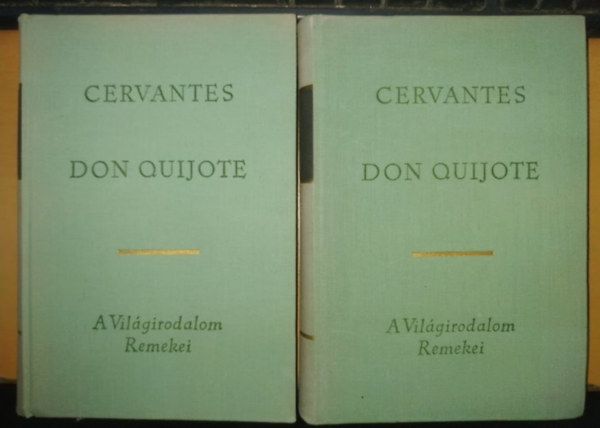 CERVANTES
DON QUIJOTE
A Világirodalom
Remekei
CERVANTES
DON QUIJOTE
A Világirodalom
Remekei